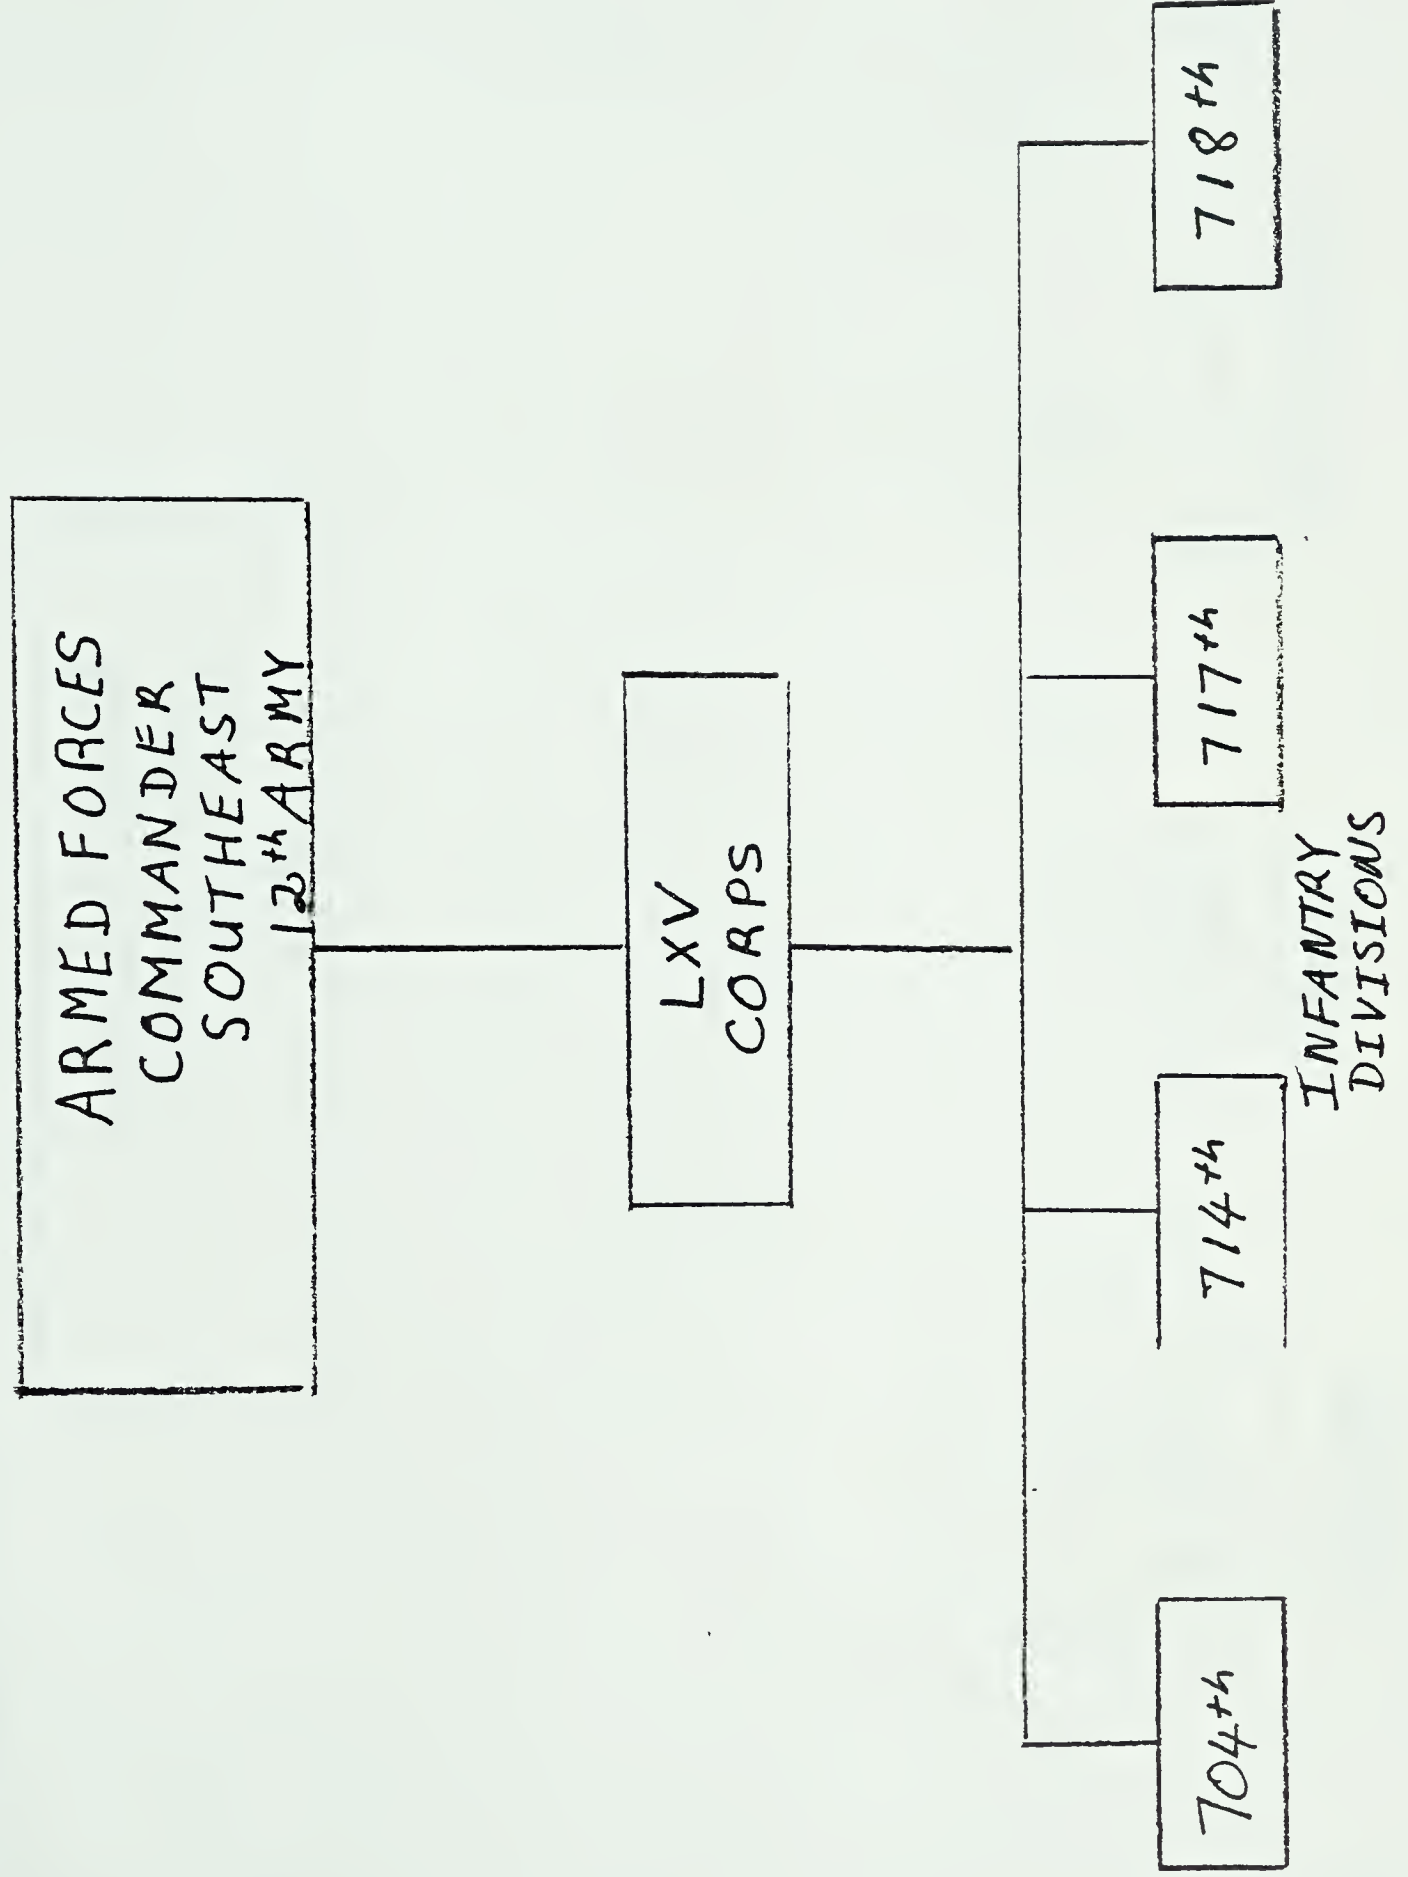 ARMED FORCES
COMMANDER
SOUTHEAST
12th ARMY
LXV
CORPS
704th
714th
717th
718th
INFANTRY
DIVISIONS